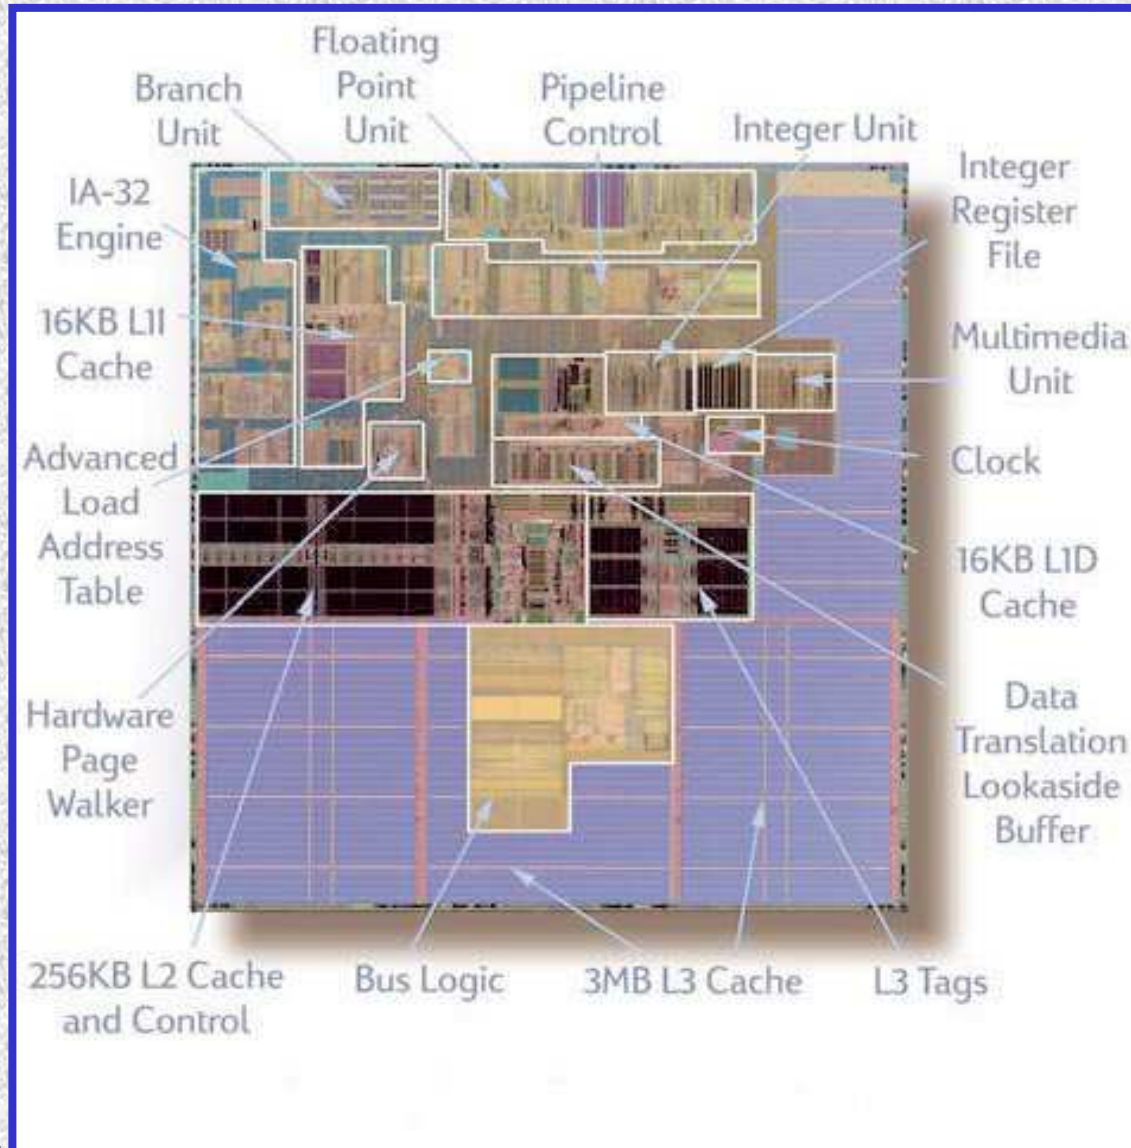 Floating
Point
Unit
Branch
Unit
Pipeline
Control
Integer Unit
Integer
Register
File
IA-32
Engine
16KB L1I
Cache
Multimedia
Unit
Advanced
Load
Address
Table
Clock
16KB L1D
Cache
Hardware
Page
Walker
Data
Translation
Lookaside
Buffer
256KB L2 Cache
and Control
Bus Logic
3MB L3 Cache
L3 Tags